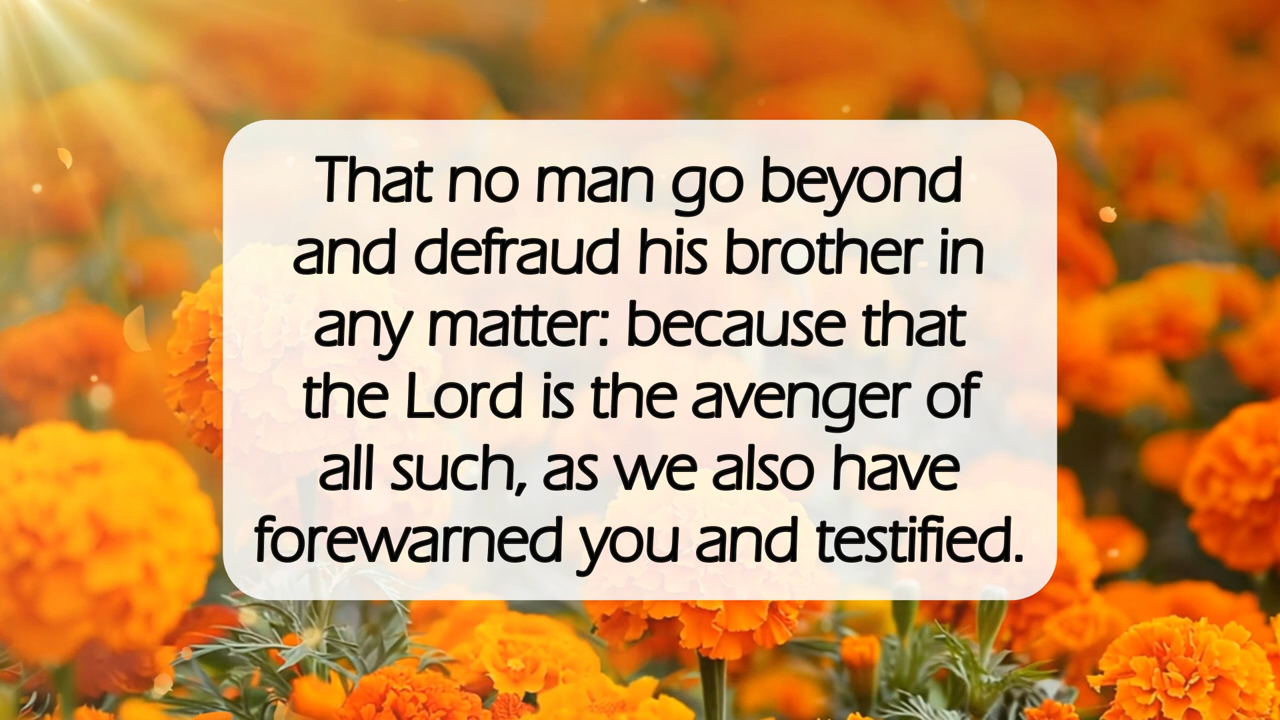 That no man go beyond
and defraud his brother in
any matter: because that
the Lord is the avenger of
all such, as we also have
forewarned you and testified.